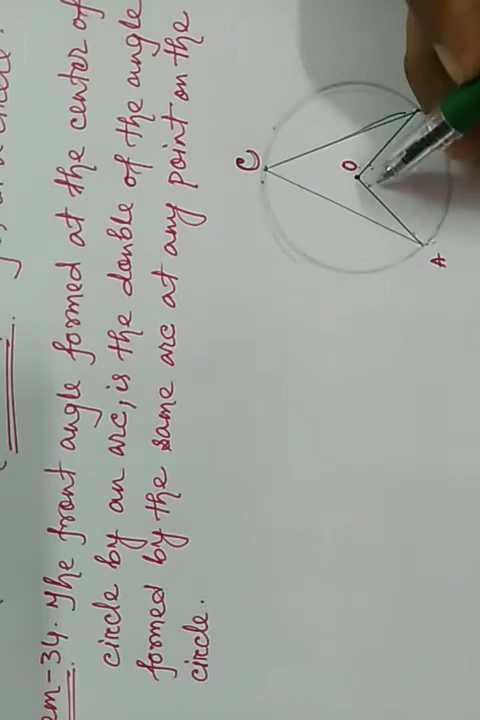 em-34. The front angle formed at the center of
circle by an arc, is the double of the angle
formed by the same arc at any point on the
circle.
C
O
A